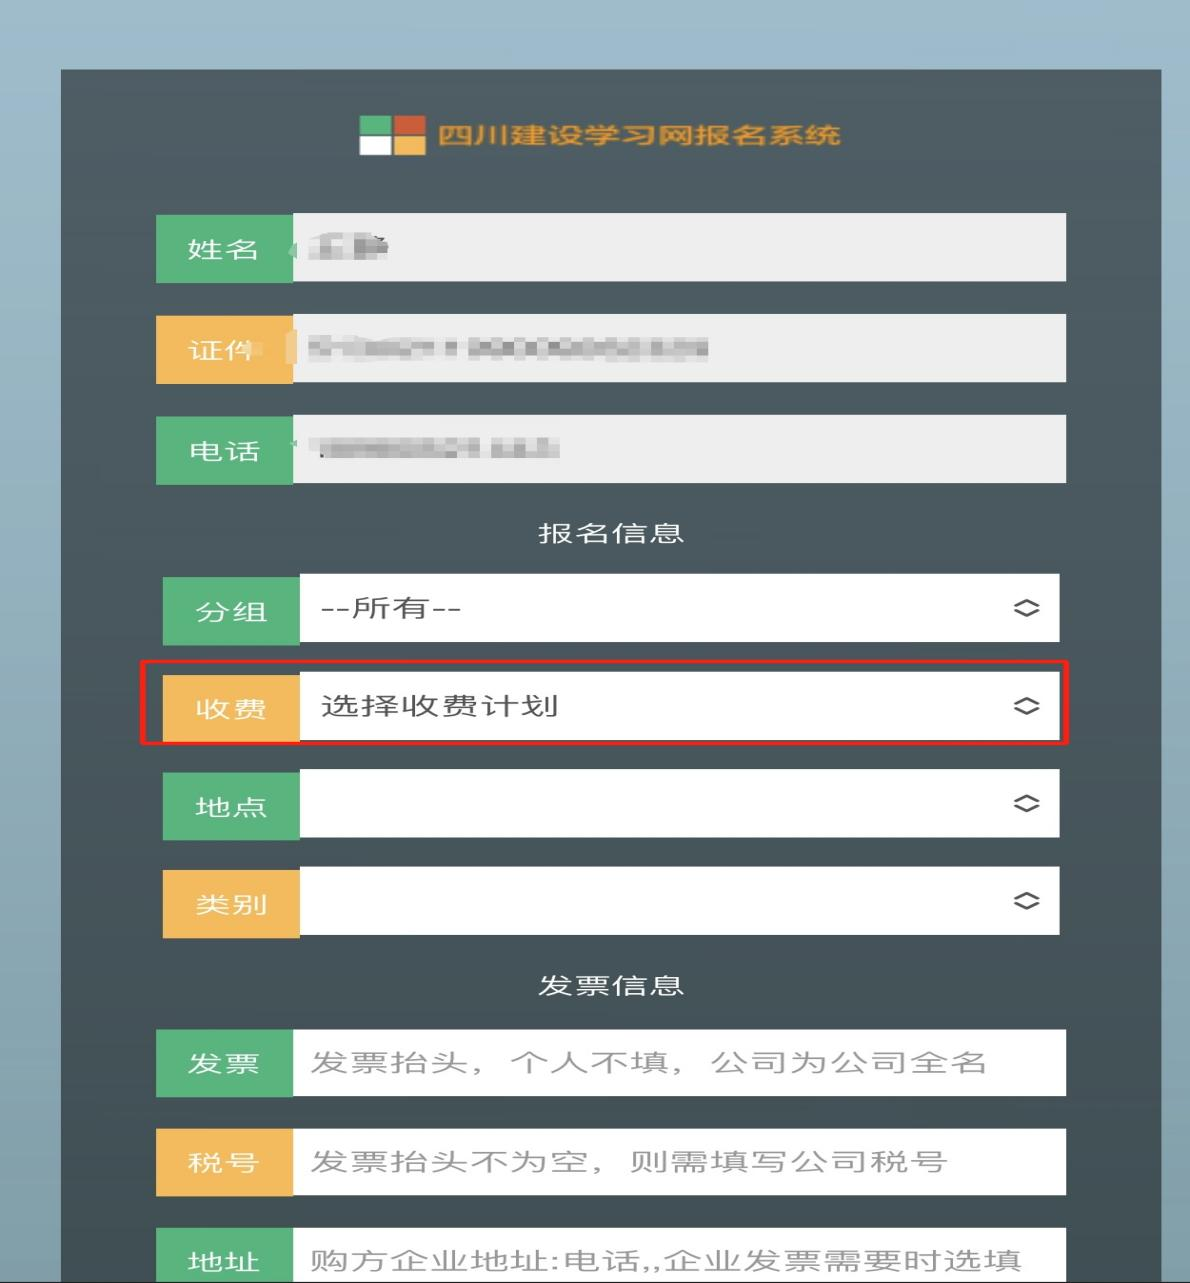 四川建设学习网报名系统
姓名
证件
电话
报名信息
分组 --所有--
收费 选择收费计划
地点
类别
发票信息
发票 发票抬头，个人不填，公司为公司全名
税号 发票抬头不为空，则需填写公司税号
地址 购方企业地址:电话,,企业发票需要时选填